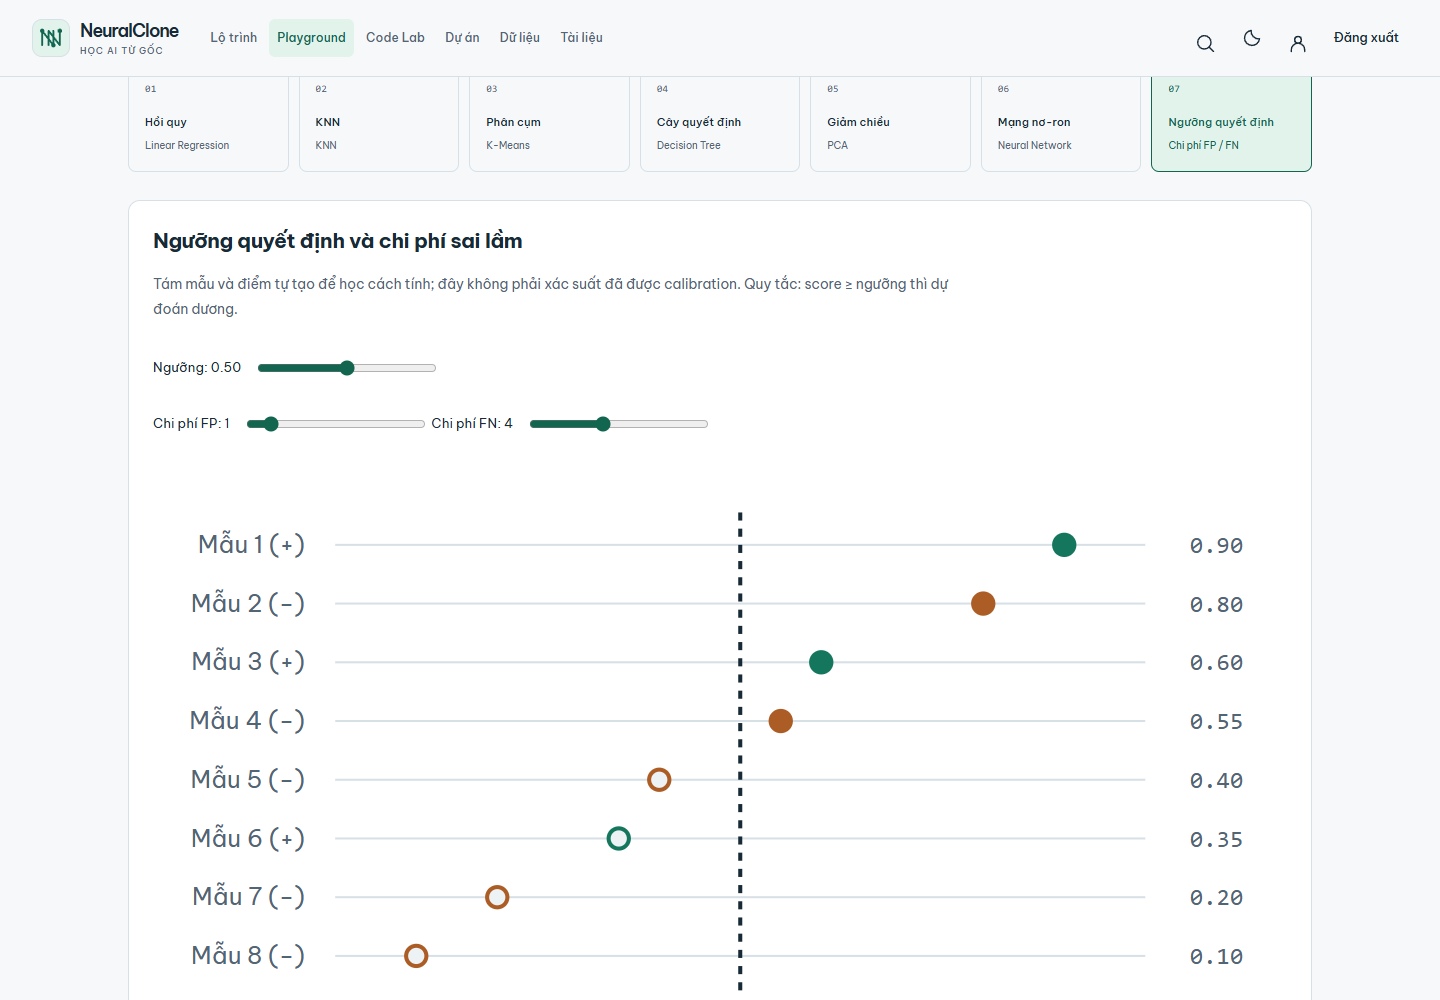 NeuralClone
HỌC AI TỪ GỐC
Lộ trình
Playground
Code Lab
Dự án
Dữ liệu
Tài liệu
Đăng xuất
01
Hồi quy
Linear Regression
02
KNN
KNN
03
Phân cụm
K-Means
04
Cây quyết định
Decision Tree
05
Giảm chiều
PCA
06
Mạng nơ-ron
Neural Network
07
Ngưỡng quyết định
Chi phí FP / FN
Ngưỡng quyết định và chi phí sai lầm
Tám mẫu và điểm tự tạo để học cách tính; đây không phải xác suất đã được calibration. Quy tắc: score ≥ ngưỡng thì dự
đoán dương.
Ngưỡng: 0.50
Chi phí FP: 1
Chi phí FN: 4
Mẫu 1 (+) 0.90
Mẫu 2 (−) 0.80
Mẫu 3 (+) 0.60
Mẫu 4 (−) 0.55
Mẫu 5 (−) 0.40
Mẫu 6 (+) 0.35
Mẫu 7 (−) 0.20
Mẫu 8 (−) 0.10